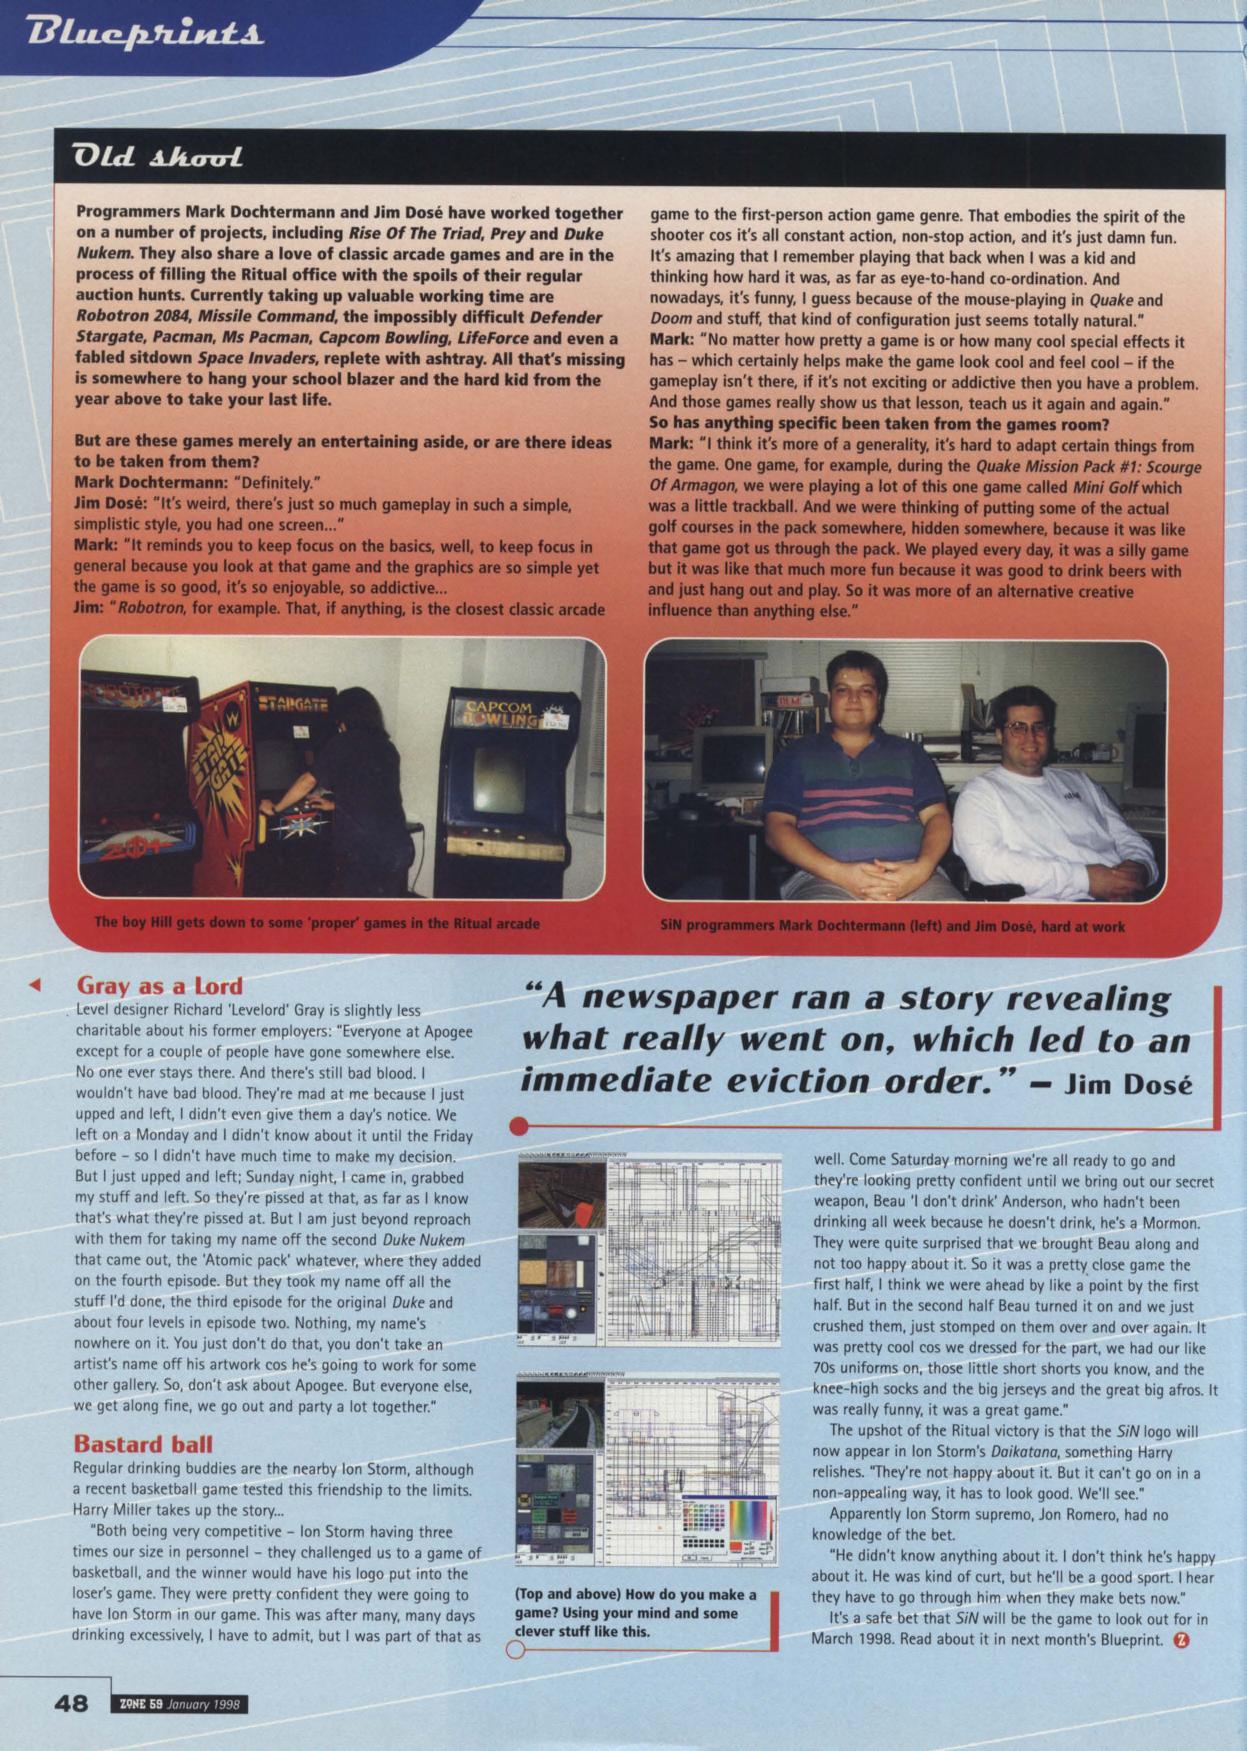 Blueprints
Old skool
Programmers Mark Dochtermann and Jim Dosé have worked together
on a number of projects, including Rise Of The Triad, Prey and Duke
Nukem. They also share a love of classic arcade games and are in the
process of filling the Ritual office with the spoils of their regular
auction hunts. Currently taking up valuable working time are
Robotron 2084, Missile Command, the impossibly difficult Defender
Stargate, Pacman, Ms Pacman, Capcom Bowling, LifeForce and even a
fabled sitdown Space Invaders, replete with ashtray. All that's missing
is somewhere to hang your school blazer and the hard kid from the
year above to take your last life.
But are these games merely an entertaining aside, or are there ideas
to be taken from them?
Mark Dochtermann: "Definitely."
Jim Dosé: "It's weird, there's just so much gameplay in such a simple,
simplistic style, you had one screen..."
Mark: "It reminds you to keep focus on the basics, well, to keep focus in
general because you look at that game and the graphics are so simple yet
the game is so good, it's so enjoyable, so addictive...
Jim: "Robotron, for example. That, if anything, is the closest classic arcade
game to the first-person action game genre. That embodies the spirit of the
shooter cos it's all constant action, non-stop action, and it's just damn fun.
It's amazing that I remember playing that back when I was a kid and
thinking how hard it was, as far as eye-to-hand co-ordination. And
nowadays, it's funny, I guess because of the mouse-playing in Quake and
Doom and stuff, that kind of configuration just seems totally natural."
Mark: "No matter how pretty a game is or how many cool special effects it
has – which certainly helps make the game look cool and feel cool – if the
gameplay isn't there, if it's not exciting or addictive then you have a problem.
And those games really show us that lesson, teach us it again and again."
So has anything specific been taken from the games room?
Mark: "I think it's more of a generality, it's hard to adapt certain things from
the game. One game, for example, during the Quake Mission Pack #1: Scourge
Of Armagon, we were playing a lot of this one game called Mini Golf which
was a little trackball. And we were thinking of putting some of the actual
golf courses in the pack somewhere, hidden somewhere, because it was like
that game got us through the pack. We played every day, it was a silly game
but it was like that much more fun because it was good to drink beers with
and just hang out and play. So it was more of an alternative creative
influence than anything else."
ROBOTRON
STARGATE
STAR
GATE
2084
CAPCOM
BOWLING
The boy Hill gets down to some 'proper' games in the Ritual arcade
SiN programmers Mark Dochtermann (left) and Jim Dosé, hard at work
Gray as a Lord
Level designer Richard 'Levelord' Gray is slightly less
charitable about his former employers: "Everyone at Apogee
except for a couple of people have gone somewhere else.
No one ever stays there. And there's still bad blood. I
wouldn't have bad blood. They're mad at me because I just
upped and left, I didn't even give them a day's notice. We
left on a Monday and I didn't know about it until the Friday
before – so I didn't have much time to make my decision.
But I just upped and left; Sunday night, I came in, grabbed
my stuff and left. So they're pissed at that, as far as I know
that's what they're pissed at. But I am just beyond reproach
with them for taking my name off the second Duke Nukem
that came out, the 'Atomic pack' whatever, where they added
on the fourth episode. But they took my name off all the
stuff I'd done, the third episode for the original Duke and
about four levels in episode two. Nothing, my name's
nowhere on it. You just don't do that, you don't take an
artist's name off his artwork cos he's going to work for some
other gallery. So, don't ask about Apogee. But everyone else,
we get along fine, we go out and party a lot together."
Bastard ball
Regular drinking buddies are the nearby Ion Storm, although
a recent basketball game tested this friendship to the limits.
Harry Miller takes up the story...
"Both being very competitive – Ion Storm having three
times our size in personnel – they challenged us to a game of
basketball, and the winner would have his logo put into the
loser's game. They were pretty confident they were going to
have Ion Storm in our game. This was after many, many days
drinking excessively, I have to admit, but I was part of that as
"A newspaper ran a story revealing
what really went on, which led to an
immediate eviction order." – Jim Dosé
(Top and above) How do you make a
game? Using your mind and some
clever stuff like this.
well. Come Saturday morning we're all ready to go and
they're looking pretty confident until we bring out our secret
weapon, Beau 'I don't drink' Anderson, who hadn't been
drinking all week because he doesn't drink, he's a Mormon.
They were quite surprised that we brought Beau along and
not too happy about it. So it was a pretty close game the
first half, I think we were ahead by like a point by the first
half. But in the second half Beau turned it on and we just
crushed them, just stomped on them over and over again. It
was pretty cool cos we dressed for the part, we had our like
70s uniforms on, those little short shorts you know, and the
knee-high socks and the big jerseys and the great big afros. It
was really funny, it was a great game."
The upshot of the Ritual victory is that the SiN logo will
now appear in Ion Storm's Daikatana, something Harry
relishes. "They're not happy about it. But it can't go on in a
non-appealing way, it has to look good. We'll see."
Apparently Ion Storm supremo, Jon Romero, had no
knowledge of the bet.
"He didn't know anything about it. I don't think he's happy
about it. He was kind of curt, but he'll be a good sport. I hear
they have to go through him when they make bets now."
It's a safe bet that SiN will be the game to look out for in
March 1998. Read about it in next month's Blueprint. Z
48 ZONE 59 January 1998